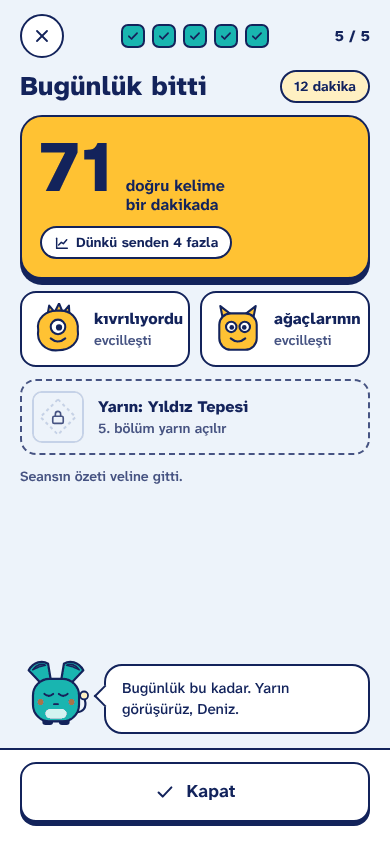 5 / 5
Bugünlük bitti
12 dakika
71
doğru kelime
bir dakikada
Dünkü senden 4 fazla
kıvrılıyordu
evcilleşti
ağaçlarının
evcilleşti
Yarın: Yıldız Tepesi
5. bölüm yarın açılır
Seansın özeti veline gitti.
Bugünlük bu kadar. Yarın
görüşürüz, Deniz.
Kapat